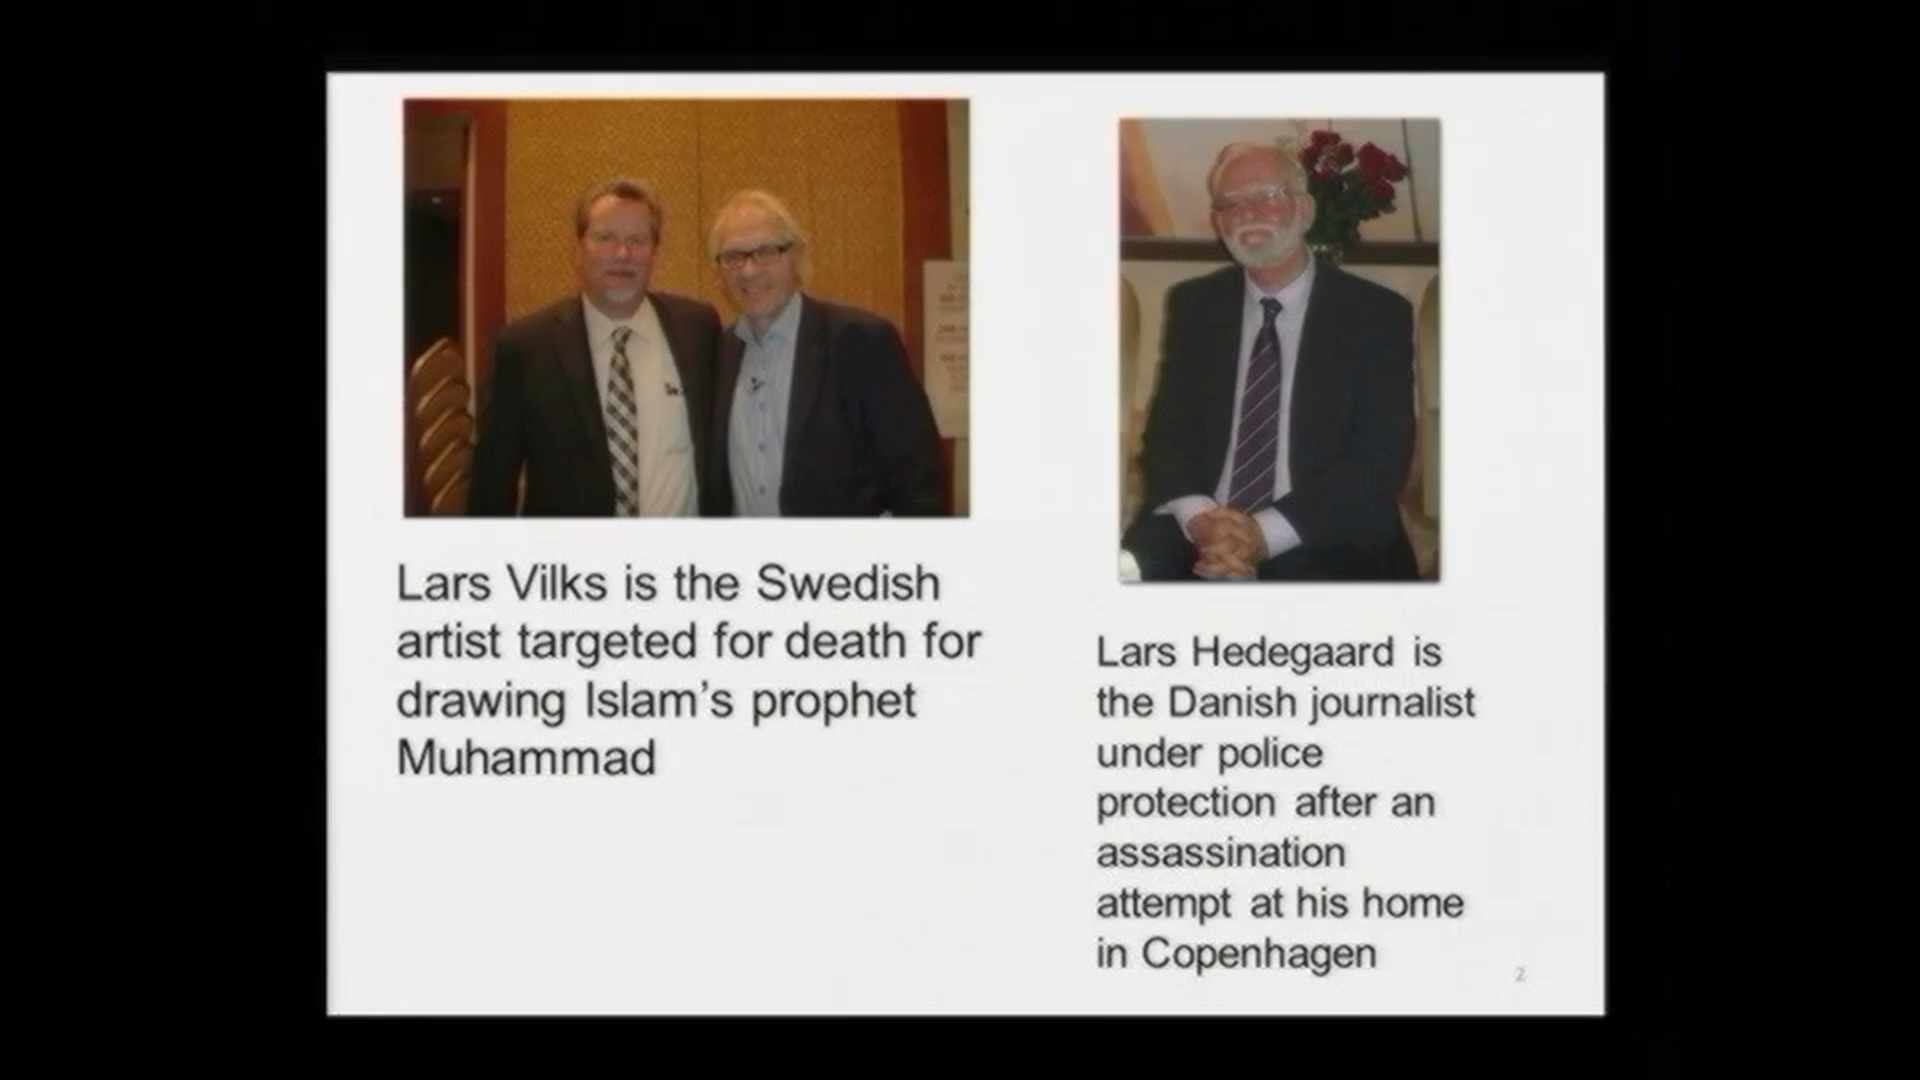 Lars Vilks is the Swedish
artist targeted for death for
drawing Islam’s prophet
Muhammad
Lars Hedegaard is
the Danish journalist
under police
protection after an
assassination
attempt at his home
in Copenhagen
2